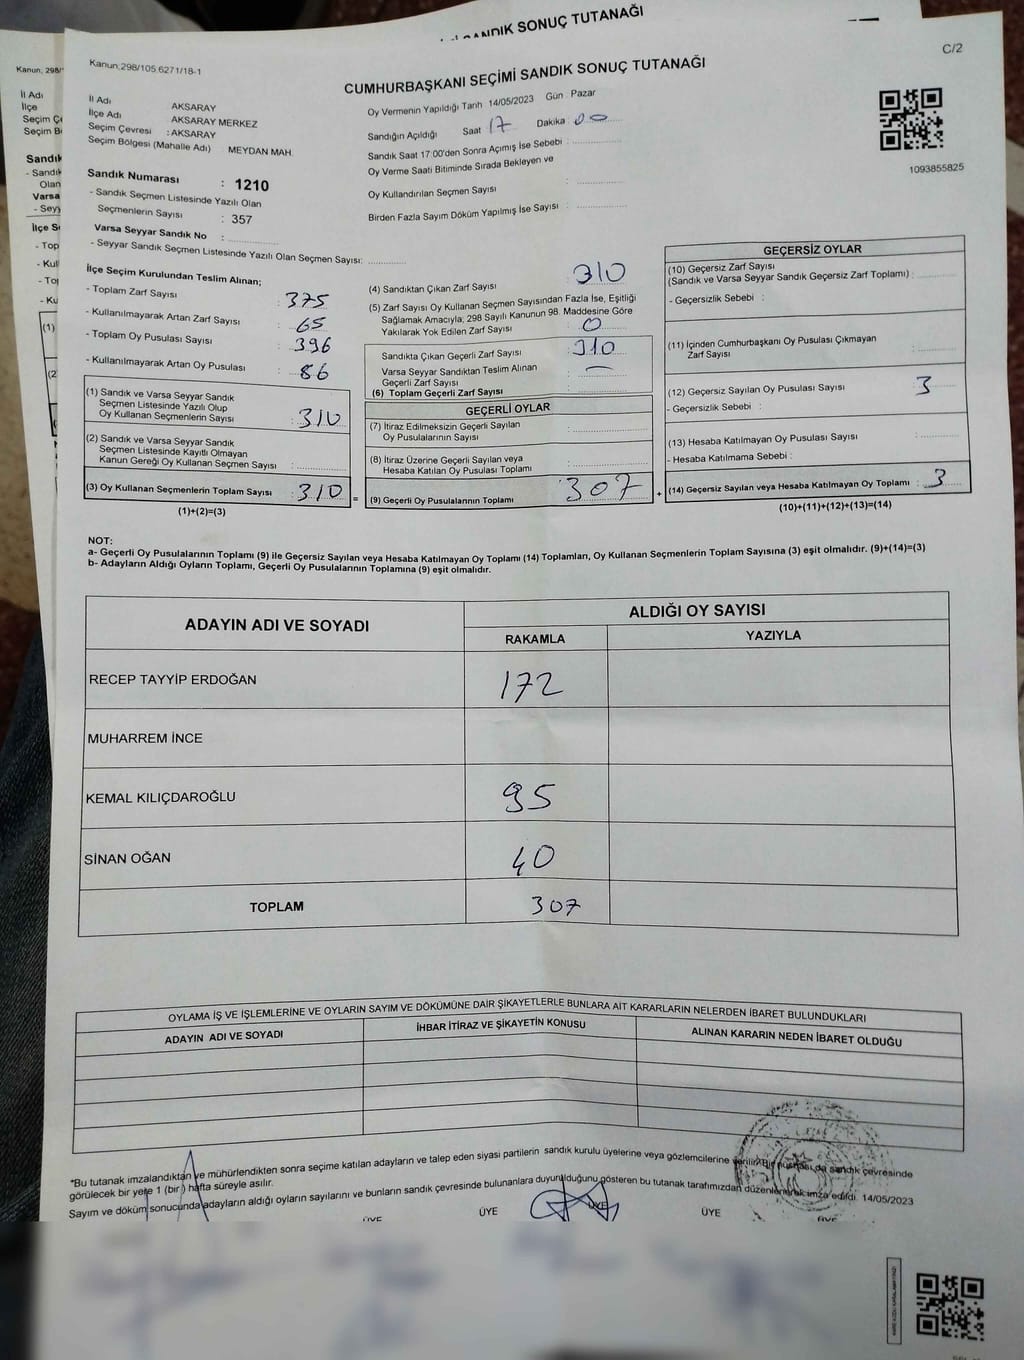 SANDIK SONUÇ TUTANAĞI
C/2
Kanun; 298/105 6271/18-1
CUMHURBAŞKANI SEÇİMİ SANDIK SONUÇ TUTANAĞI
İl Adı AKSARAY
İlçe Adı AKSARAY MERKEZ
Seçim Çevresi : AKSARAY
Seçim Bölgesi (Mahalle Adı) MEYDAN MAH.
Sandık Numarası : 1210
- Sandık Seçmen Listesinde Yazılı Olan
Seçmenlerin Sayısı : 357
Varsa Seyyar Sandık No :
- Seyyar Sandık Seçmen Listesinde Yazılı Olan Seçmen Sayısı:
Oy Vermenin Yapıldığı Tarih 14/05/2023 Gün : Pazar
Sandığın Açıldığı Saat 17 Dakika : 00
Sandık Saat 17:00'den Sonra Açımış İse Sebebi :
Oy Verme Saati Bitiminde Sırada Bekleyen ve
Oy Kullandırılan Seçmen Sayısı :
Birden Fazla Sayım Döküm Yapılmış İse Sayısı :
1093855825
İlçe Seçim Kurulundan Teslim Alınan;
- Toplam Zarf Sayısı : 375
- Kullanılmayarak Artan Zarf Sayısı : 65
- Toplam Oy Pusulası Sayısı : 396
- Kullanılmayarak Artan Oy Pusulası : 86
(1) Sandık ve Varsa Seyyar Sandık
Seçmen Listesinde Yazılı Olup
Oy Kullanan Seçmenlerin Sayısı : 310
(2) Sandık ve Varsa Seyyar Sandık
Seçmen Listesinde Kayıtlı Olmayan
Kanun Gereği Oy Kullanan Seçmen Sayısı :
(3) Oy Kullanan Seçmenlerin Toplam Sayısı : 310
(1)+(2)=(3)
(4) Sandıktan Çıkan Zarf Sayısı : 310
(5) Zarf Sayısı Oy Kullanan Seçmen Sayısından Fazla İse, Eşitliği
Sağlamak Amacıyla; 298 Sayılı Kanunun 98. Maddesine Göre
Yakılarak Yok Edilen Zarf Sayısı : 0
Sandıkta Çıkan Geçerli Zarf Sayısı : 310
Varsa Seyyar Sandıktan Teslim Alınan
Geçerli Zarf Sayısı : —
(6) Toplam Geçerli Zarf Sayısı
GEÇERLİ OYLAR
(7) İtiraz Edilmeksizin Geçerli Sayılan
Oy Pusulalarının Sayısı :
(8) İtiraz Üzerine Geçerli Sayılan veya
Hesaba Katılan Oy Pusulası Toplamı :
(9) Geçerli Oy Pusulalarının Toplamı : 307
GEÇERSİZ OYLAR
(10) Geçersiz Zarf Sayısı
(Sandık ve Varsa Seyyar Sandık Geçersiz Zarf Toplamı) :
- Geçersizlik Sebebi :
(11) İçinden Cumhurbaşkanı Oy Pusulası Çıkmayan
Zarf Sayısı :
(12) Geçersiz Sayılan Oy Pusulası Sayısı : 3
- Geçersizlik Sebebi :
(13) Hesaba Katılmayan Oy Pusulası Sayısı :
- Hesaba Katılmama Sebebi :
(14) Geçersiz Sayılan veya Hesaba Katılmayan Oy Toplamı : 3
(10)+(11)+(12)+(13)=(14)
NOT:
a- Geçerli Oy Pusulalarının Toplamı (9) ile Geçersiz Sayılan veya Hesaba Katılmayan Oy Toplamı (14) Toplamları, Oy Kullanan Seçmenlerin Toplam Sayısına (3) eşit olmalıdır. (9)+(14)=(3)
b- Adayların Aldığı Oyların Toplamı, Geçerli Oy Pusulalarının Toplamına (9) eşit olmalıdır.
ADAYIN ADI VE SOYADI ALDIĞI OY SAYISI
RAKAMLA YAZIYLA
RECEP TAYYİP ERDOĞAN 172
MUHARREM İNCE
KEMAL KILIÇDAROĞLU 95
SİNAN OĞAN 40
TOPLAM 307
OYLAMA İŞ VE İŞLEMLERİNE VE OYLARIN SAYIM VE DÖKÜMÜNE DAİR ŞİKAYETLERLE BUNLARA AİT KARARLARIN NELERDEN İBARET BULUNDUKLARI
ADAYIN ADI VE SOYADI İHBAR İTİRAZ VE ŞİKAYETİN KONUSU ALINAN KARARIN NEDEN İBARET OLDUĞU
*Bu tutanak imzalandıktan ve mühürlendikten sonra seçime katılan adayların ve talep eden siyasi partilerin sandık kurulu üyelerine veya gözlemcilerine verilir. Bir nüshası da sandık çevresinde
görülecek bir yere 1 (bir) hafta süreyle asılır.
Sayım ve döküm sonucunda adayların aldığı oyların sayılarını ve bunların sandık çevresinde bulunanlara duyurulduğunu gösteren bu tutanak tarafımızdan düzenlenerek imza edildi. 14/05/2023
ÜYE ÜYE ÜYE ÜYE ÜYE